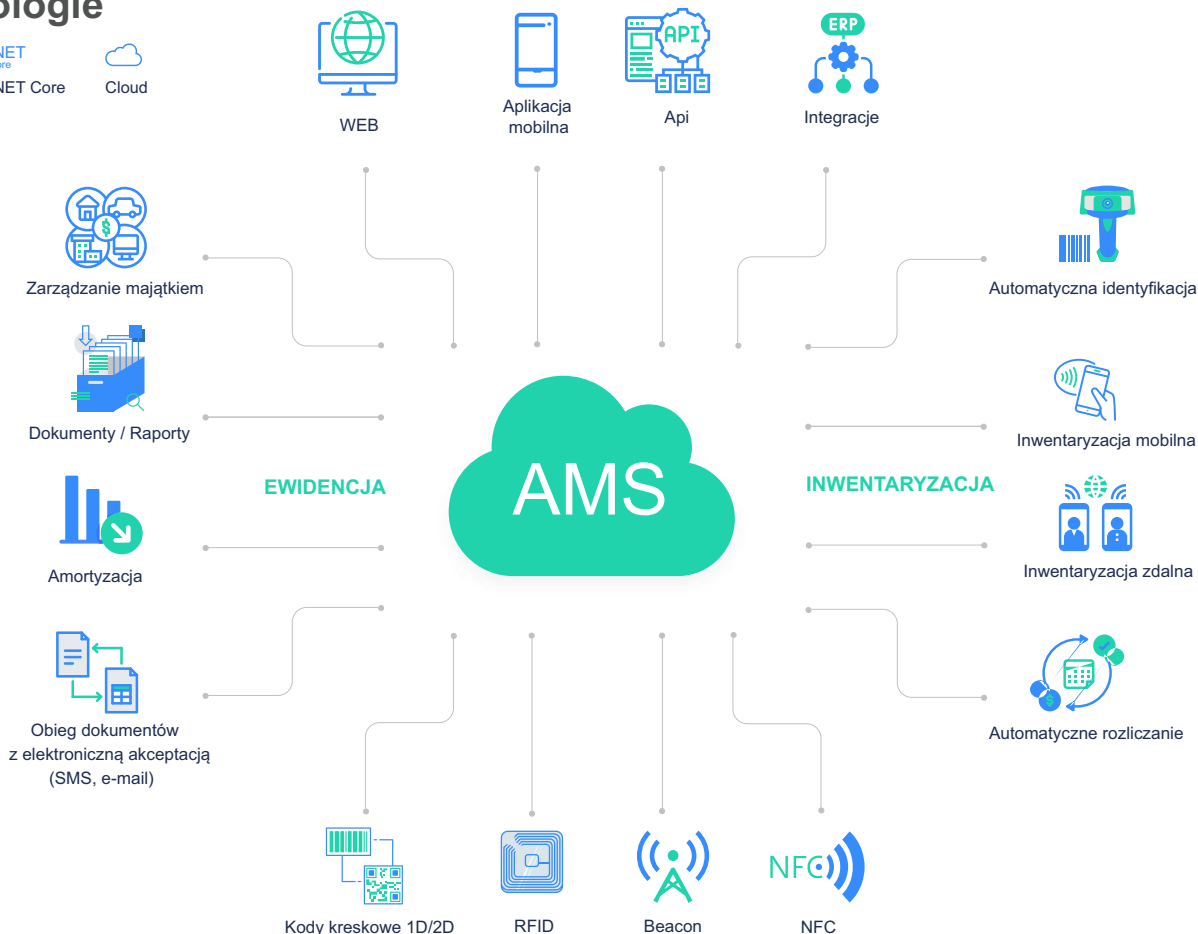 ologie
NET
ore
NET Core
Cloud
WEB
Aplikacja
mobilna
API
Api
ERP
Integracje
Zarządzanie majątkiem
Automatyczna identyfikacja
Dokumenty / Raporty
Inwentaryzacja mobilna
EWIDENCJA
AMS
INWENTARYZACJA
Amortyzacja
Inwentaryzacja zdalna
Obieg dokumentów
z elektroniczną akceptacją
(SMS, e-mail)
Automatyczne rozliczanie
NFC
Kody kreskowe 1D/2D
RFID
Beacon
NFC